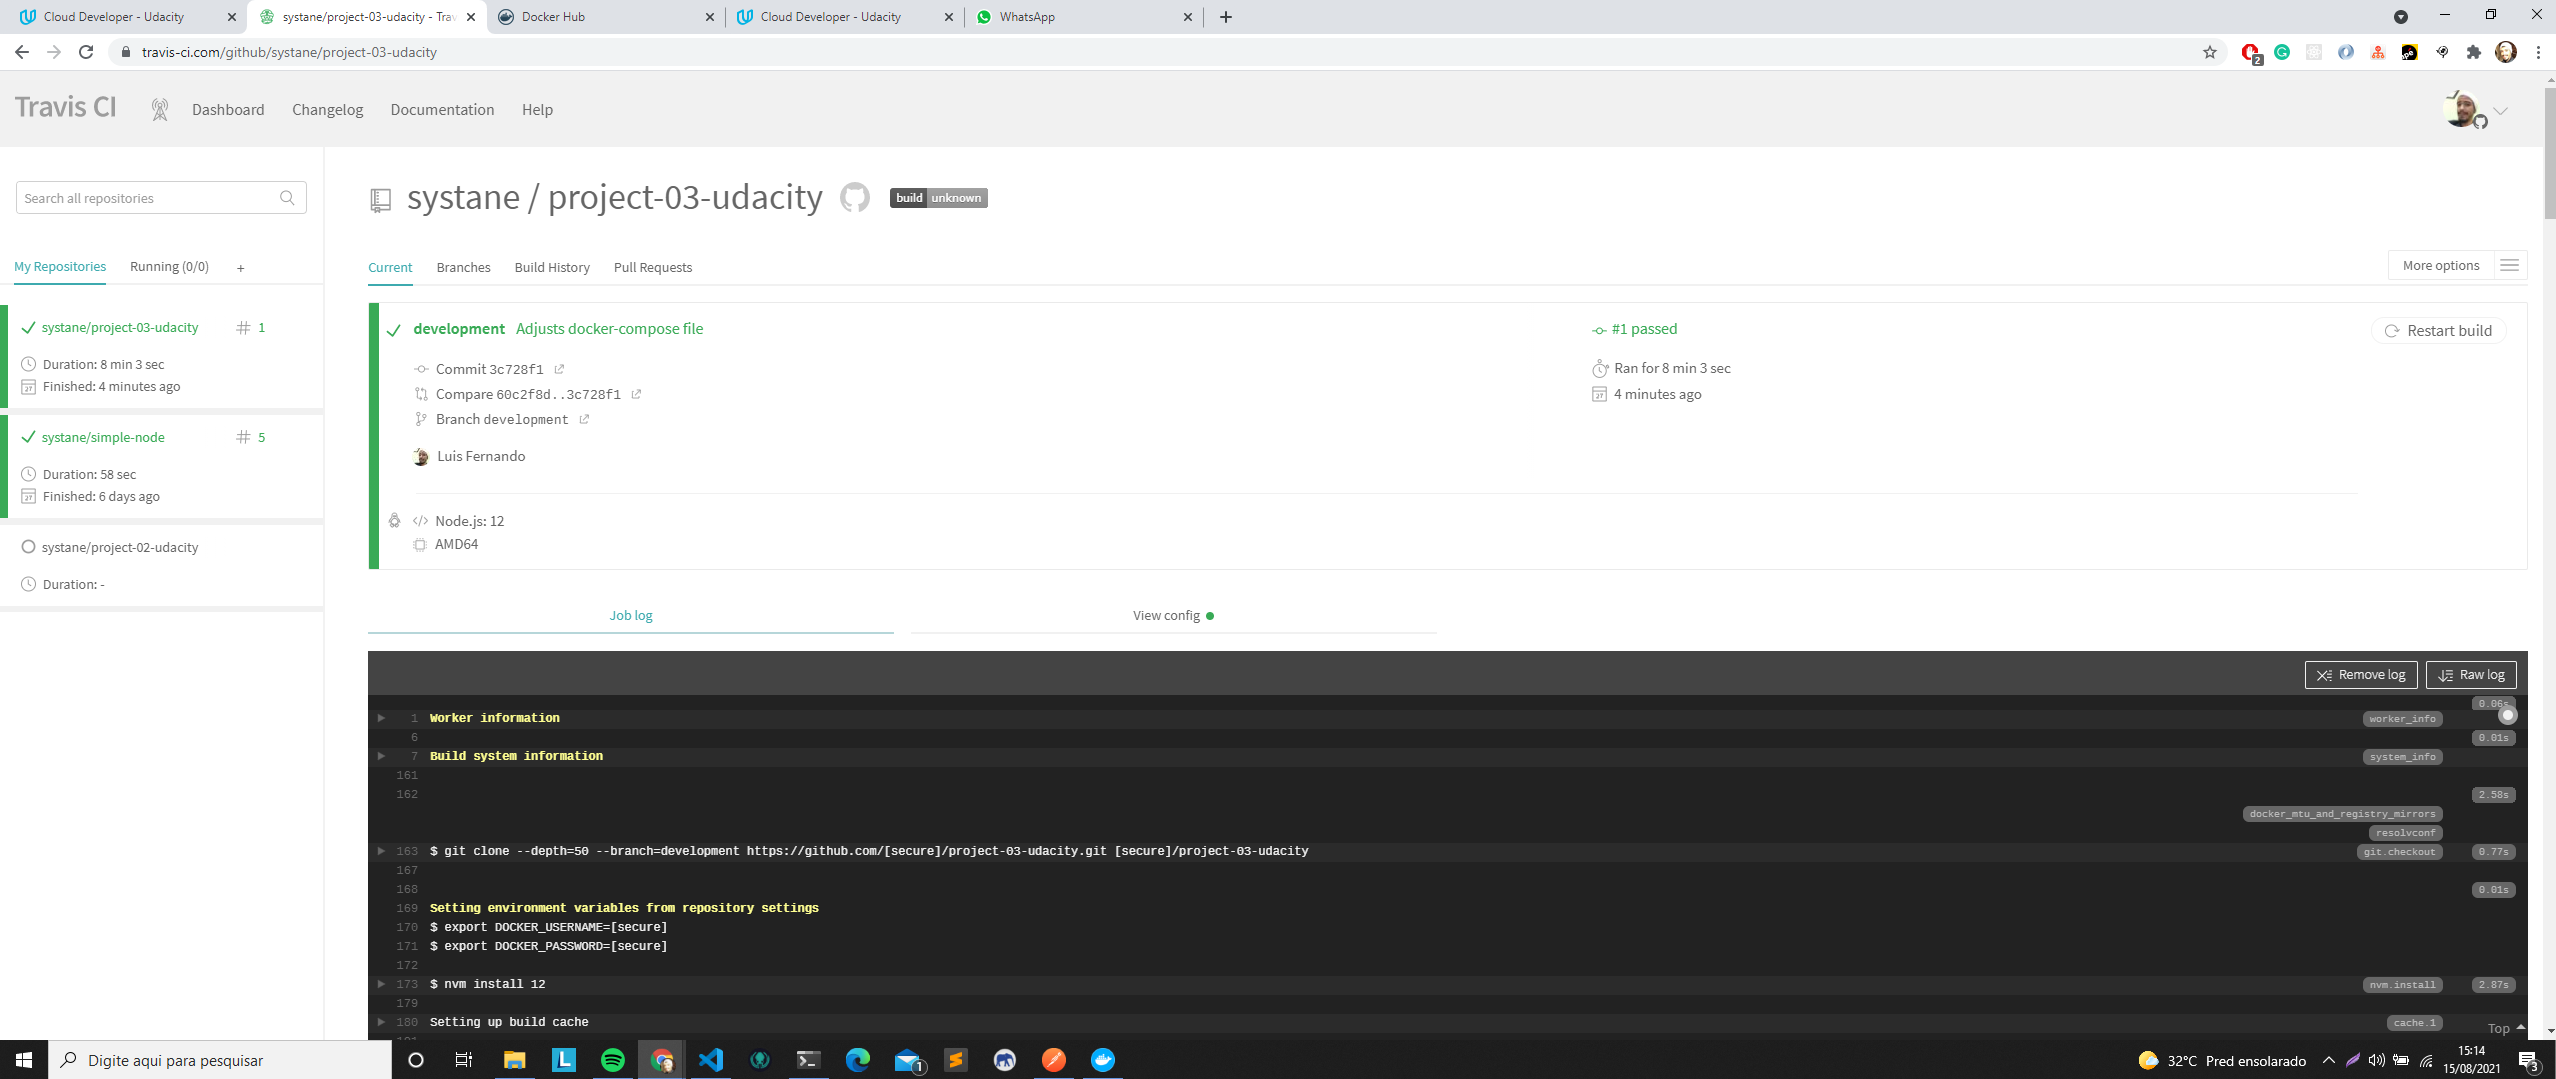 Cloud Developer - Udacity
systane/project-03-udacity - Trav
Docker Hub
Cloud Developer - Udacity
WhatsApp
travis-ci.com/github/systane/project-03-udacity
2
Travis CI
Dashboard
Changelog
Documentation
Help
Search all repositories
systane / project-03-udacity
build unknown
My Repositories
Running (0/0)
+
Current
Branches
Build History
Pull Requests
More options
systane/project-03-udacity
# 1
Duration: 8 min 3 sec
Finished: 4 minutes ago
systane/simple-node
# 5
Duration: 58 sec
Finished: 6 days ago
systane/project-02-udacity
Duration: -
development Adjusts docker-compose file
#1 passed
Restart build
Commit 3c728f1
Ran for 8 min 3 sec
Compare 60c2f8d..3c728f1
4 minutes ago
Branch development
Luis Fernando
Node.js: 12
AMD64
Job log
View config
Remove log
Raw log
0.06s
1 Worker information worker_info
6 0.01s
7 Build system information system_info
161
162 2.58s
docker_mtu_and_registry_mirrors
resolvconf
163 $ git clone --depth=50 --branch=development https://github.com/[secure]/project-03-udacity.git [secure]/project-03-udacity git.checkout 0.77s
167
168 0.01s
169 Setting environment variables from repository settings
170 $ export DOCKER_USERNAME=[secure]
171 $ export DOCKER_PASSWORD=[secure]
172
173 $ nvm install 12 nvm.install 2.87s
179
180 Setting up build cache cache.1
Top
Digite aqui para pesquisar
1
32°C Pred ensolarado
15:14
15/08/2021
3